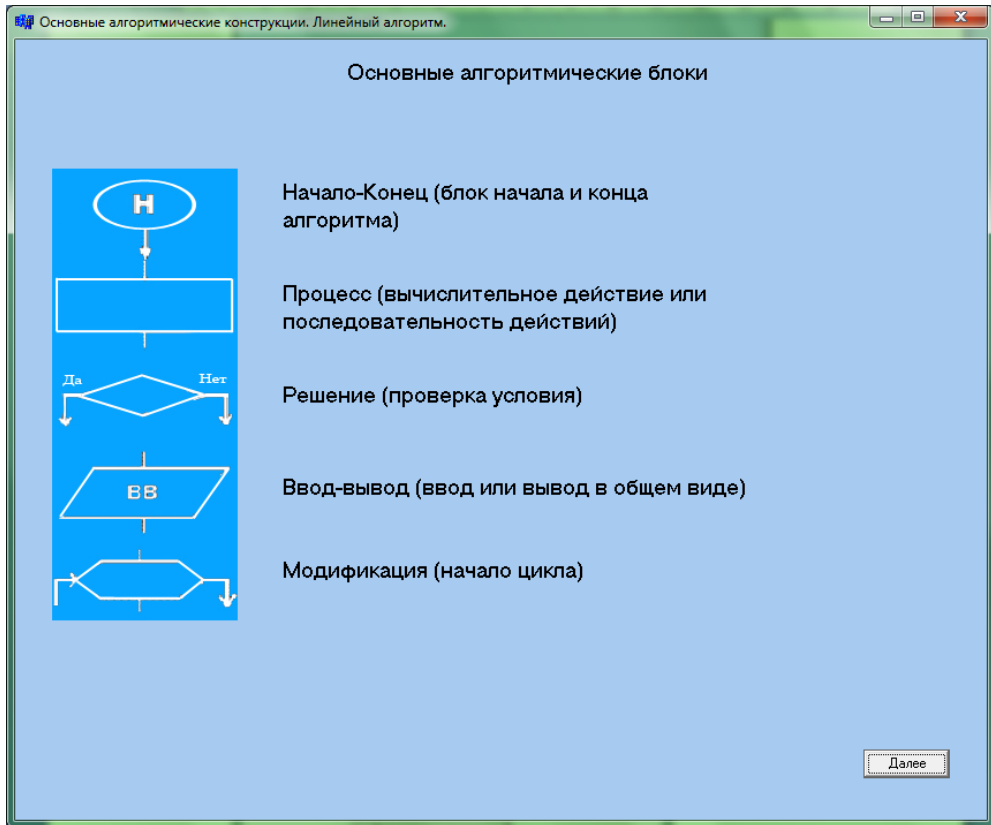 Основные алгоритмические конструкции. Линейный алгоритм.
Основные алгоритмические блоки
Н
Начало-Конец (блок начала и конца
алгоритма)
Процесс (вычислительное действие или
последовательность действий)
Да
Нет
Решение (проверка условия)
ВВ
Ввод-вывод (ввод или вывод в общем виде)
Модификация (начало цикла)
Далее